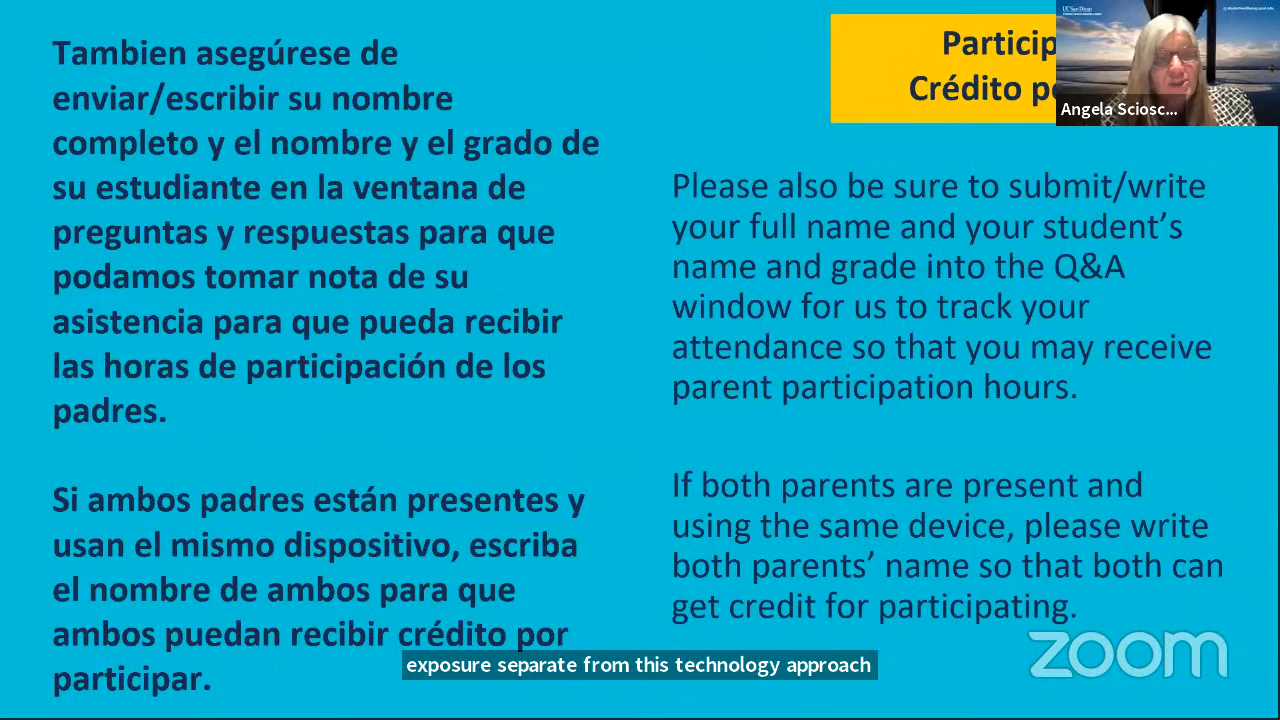 Tambien asegúrese de
enviar/escribir su nombre
completo y el nombre y el grado de
su estudiante en la ventana de
preguntas y respuestas para que
podamos tomar nota de su
asistencia para que pueda recibir
las horas de participación de los
padres.
Si ambos padres están presentes y
usan el mismo dispositivo, escriba
el nombre de ambos para que
ambos puedan recibir crédito por
participar.
Particip
Crédito p
UC San Diego
Angela Sciosc...
Please also be sure to submit/write
your full name and your student’s
name and grade into the Q&A
window for us to track your
attendance so that you may receive
parent participation hours.
If both parents are present and
using the same device, please write
both parents’ name so that both can
get credit for participating.
exposure separate from this technology approach
zoom